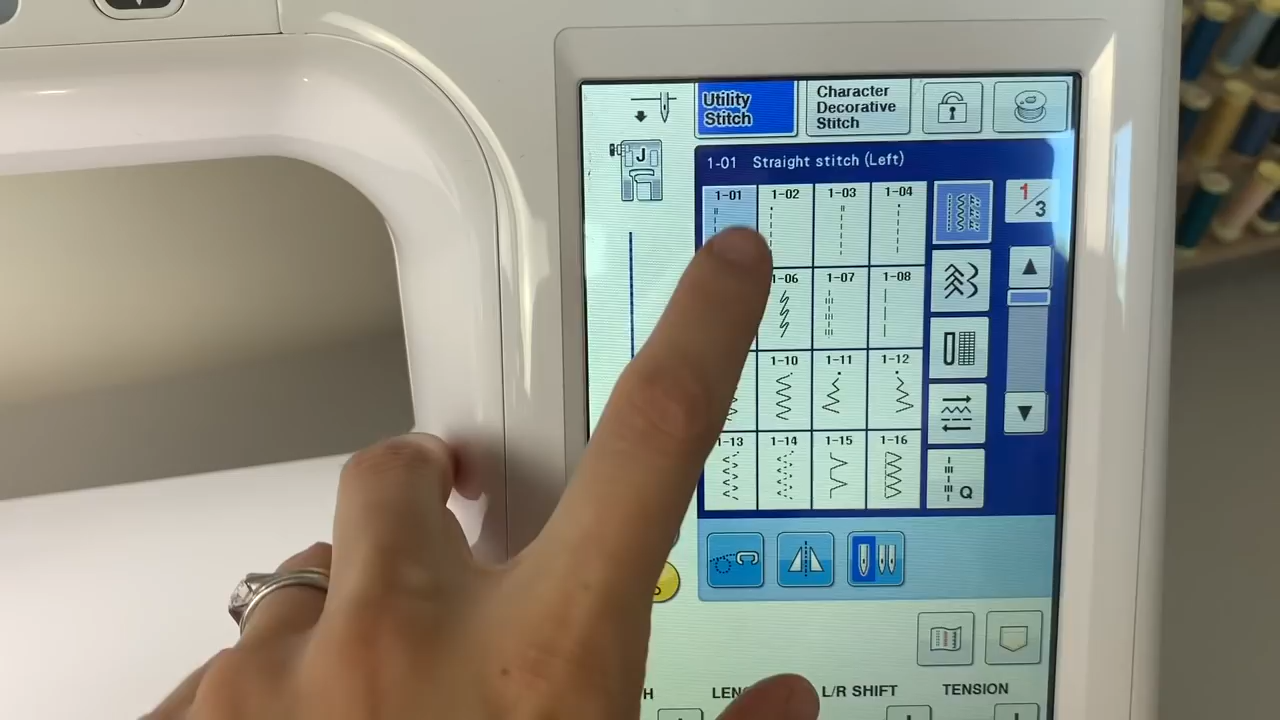 Utility
Stitch
Character
Decorative
Stitch
J
1-01 Straight stitch (Left)
1-01 1-02 1-03 1-04
1/3
1-06 1-07 1-08
1-10 1-11 1-12
1-13 1-14 1-15 1-16
Q
L/R SHIFT TENSION